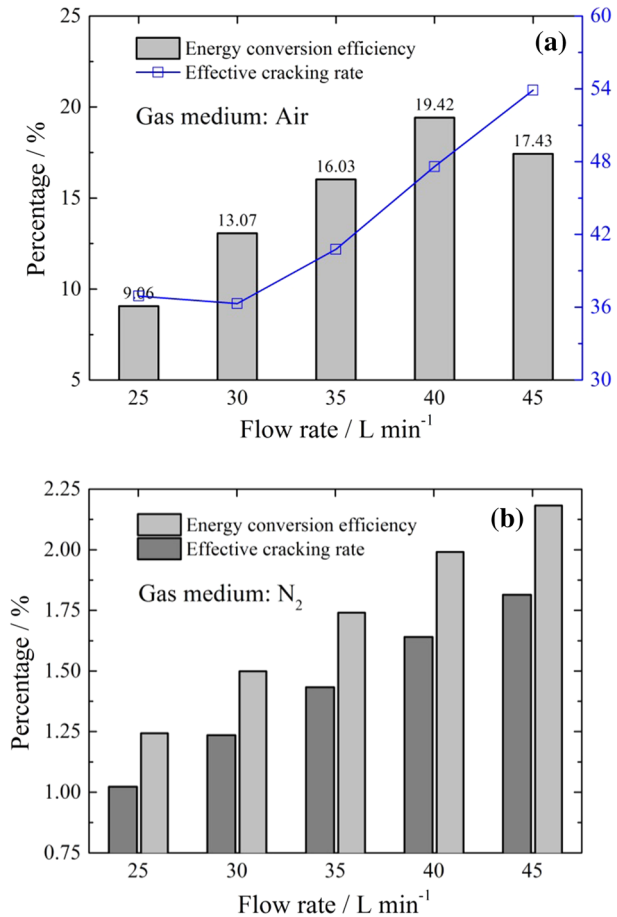 25
60
(a)
Energy conversion efficiency
Effective cracking rate
54
20
19.42
Gas medium: Air
17.43
48
16.03
15
13.07
42
10
9.06
36
5
30
25 30 35 40 45
Flow rate / L min⁻¹
Percentage / %
2.25
(b)
Energy conversion efficiency
Effective cracking rate
2.00
Gas medium: N₂
1.75
1.50
1.25
1.00
0.75
25 30 35 40 45
Flow rate / L min⁻¹
Percentage / %